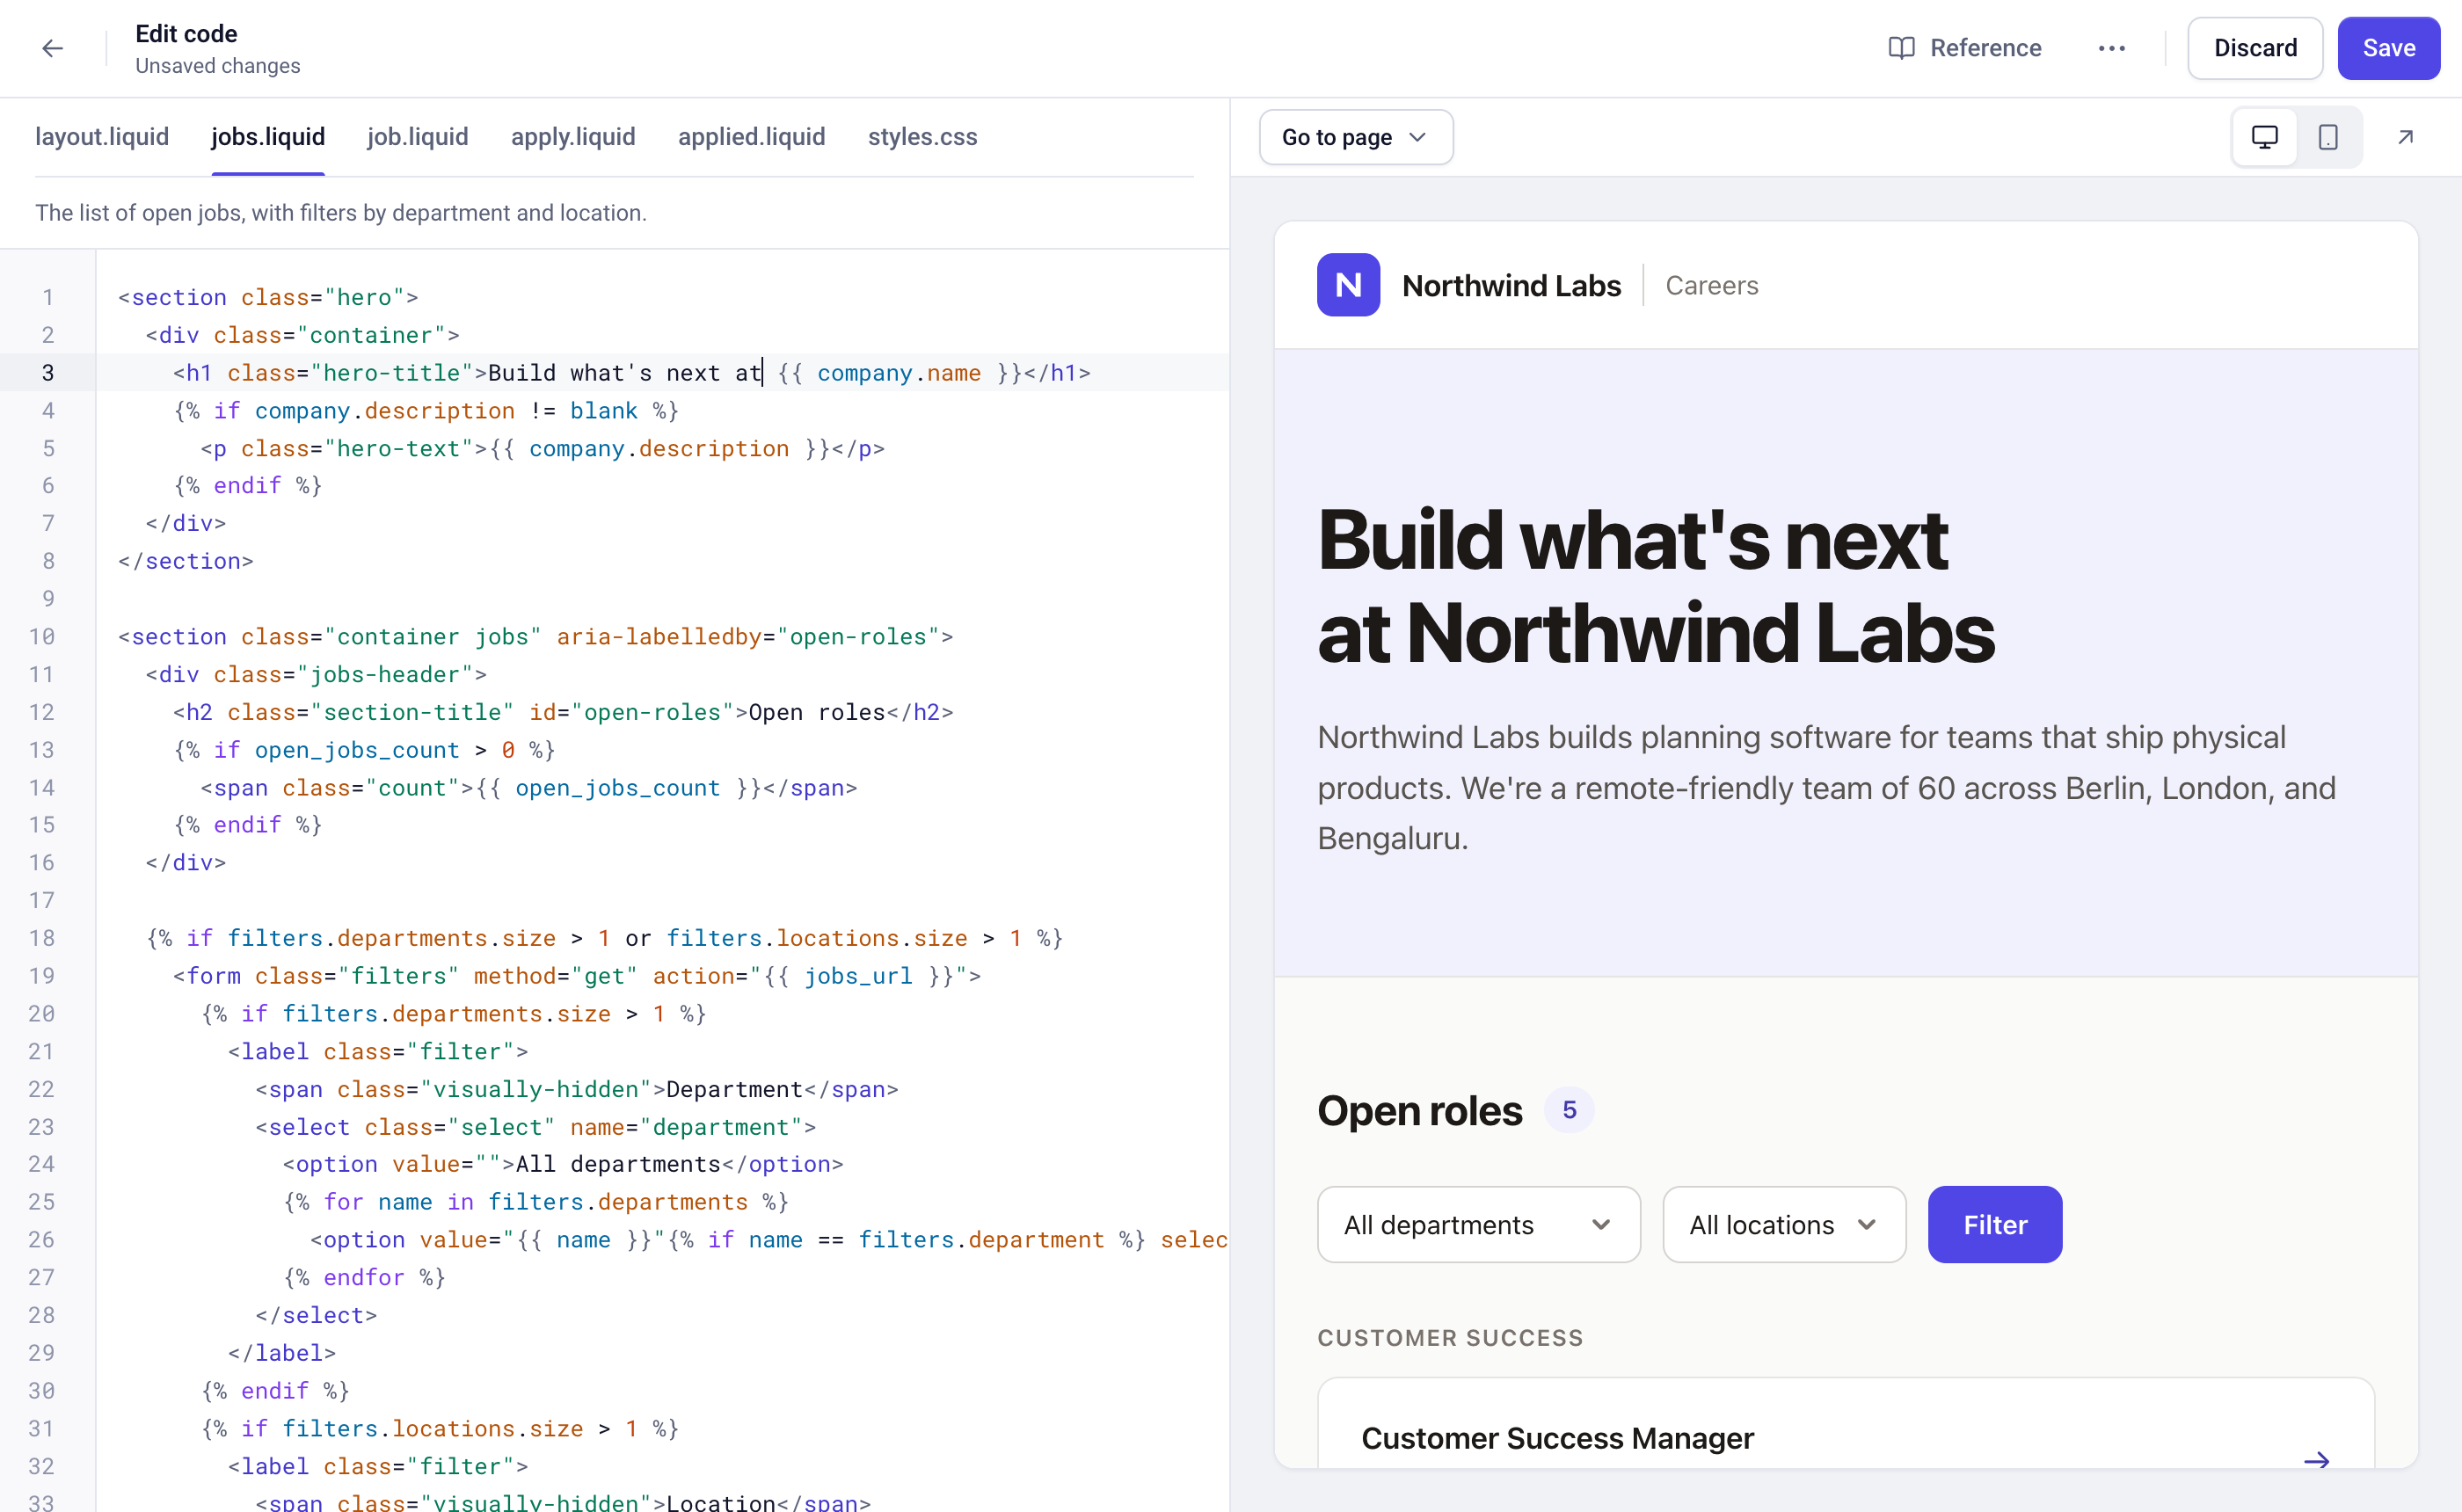 Edit code
Unsaved changes
Reference
Discard
Save
layout.liquid
jobs.liquid
job.liquid
apply.liquid
applied.liquid
styles.css
The list of open jobs, with filters by department and location.
1 <section class="hero">
2 <div class="container">
3 <h1 class="hero-title">Build what's next at {{ company.name }}</h1>
4 {% if company.description != blank %}
5 <p class="hero-text">{{ company.description }}</p>
6 {% endif %}
7 </div>
8 </section>
9
10 <section class="container jobs" aria-labelledby="open-roles">
11 <div class="jobs-header">
12 <h2 class="section-title" id="open-roles">Open roles</h2>
13 {% if open_jobs_count > 0 %}
14 <span class="count">{{ open_jobs_count }}</span>
15 {% endif %}
16 </div>
17
18 {% if filters.departments.size > 1 or filters.locations.size > 1 %}
19 <form class="filters" method="get" action="{{ jobs_url }}">
20 {% if filters.departments.size > 1 %}
21 <label class="filter">
22 <span class="visually-hidden">Department</span>
23 <select class="select" name="department">
24 <option value="">All departments</option>
25 {% for name in filters.departments %}
26 <option value="{{ name }}"{% if name == filters.department %} selec
27 {% endfor %}
28 </select>
29 </label>
30 {% endif %}
31 {% if filters.locations.size > 1 %}
32 <label class="filter">
33 <span class="visually-hidden">Location</span>
Go to page
N
Northwind Labs
Careers
Build what's next
at Northwind Labs
Northwind Labs builds planning software for teams that ship physical
products. We're a remote-friendly team of 60 across Berlin, London, and
Bengaluru.
Open roles 5
All departments
All locations
Filter
CUSTOMER SUCCESS
Customer Success Manager